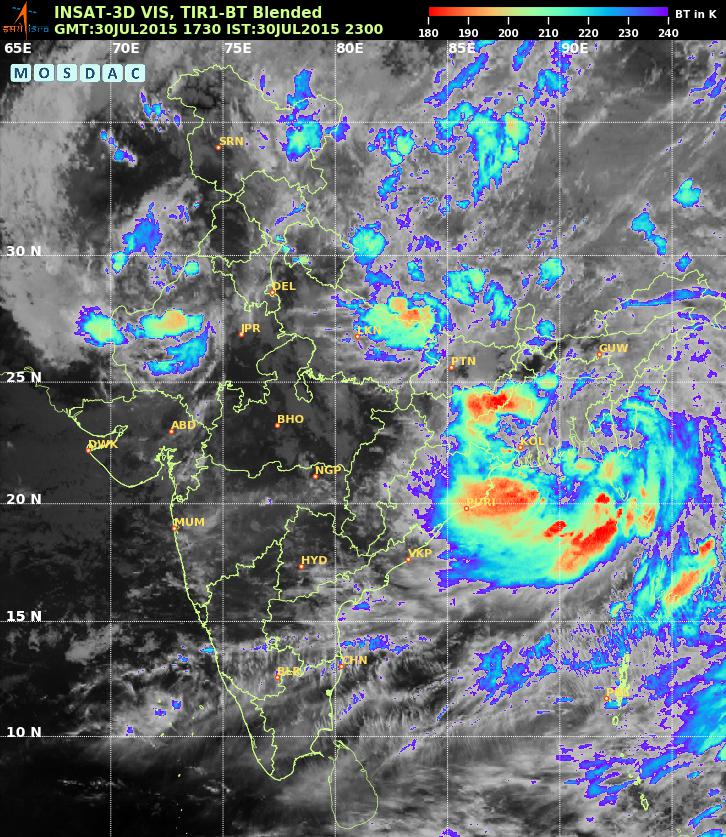 INSAT-3D VIS, TIR1-BT Blended
GMT:30JUL2015 1730 IST:30JUL2015 2300
BT in K
180 190 200 210 220 230 240
65E 70E 75E 80E 85E 90E
MOSDAC
SRN
30 N
DEL
JPR
LKN
GUW
PTN
25 N
ABD
BHO
KOL
DWK
NGP
20 N
PURI
MUM
VKP
HYD
15 N
CHN
BLR
10 N